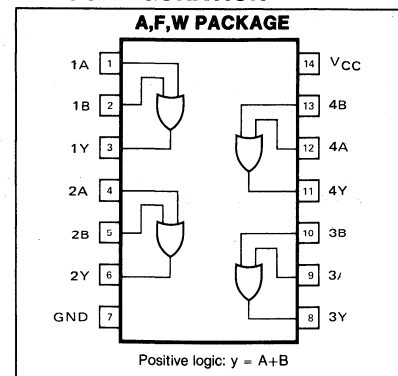 A,F,W PACKAGE
1A 1
1B 2
1Y 3
2A 4
2B 5
2Y 6
GND 7
14 VCC
13 4B
12 4A
11 4Y
10 3B
9 3/
8 3Y
Positive logic: y = A+B